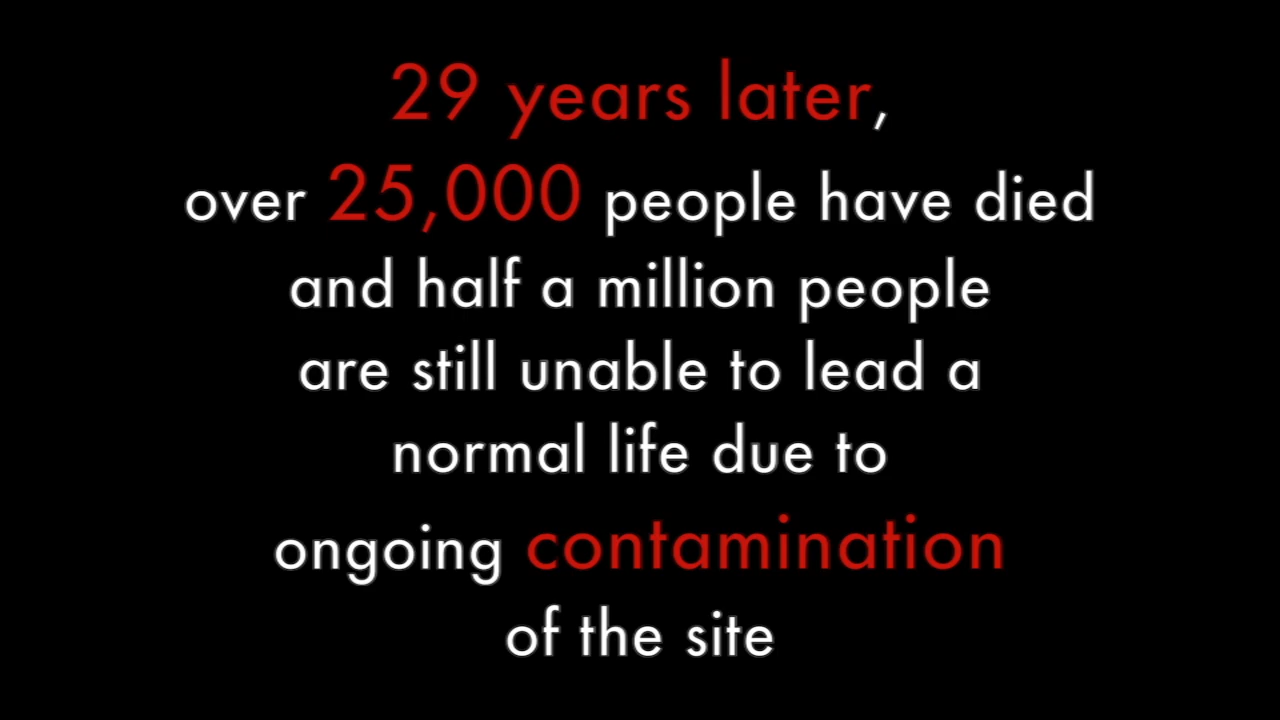 29 years later,
over 25,000 people have died
and half a million people
are still unable to lead a
normal life due to
ongoing contamination
of the site